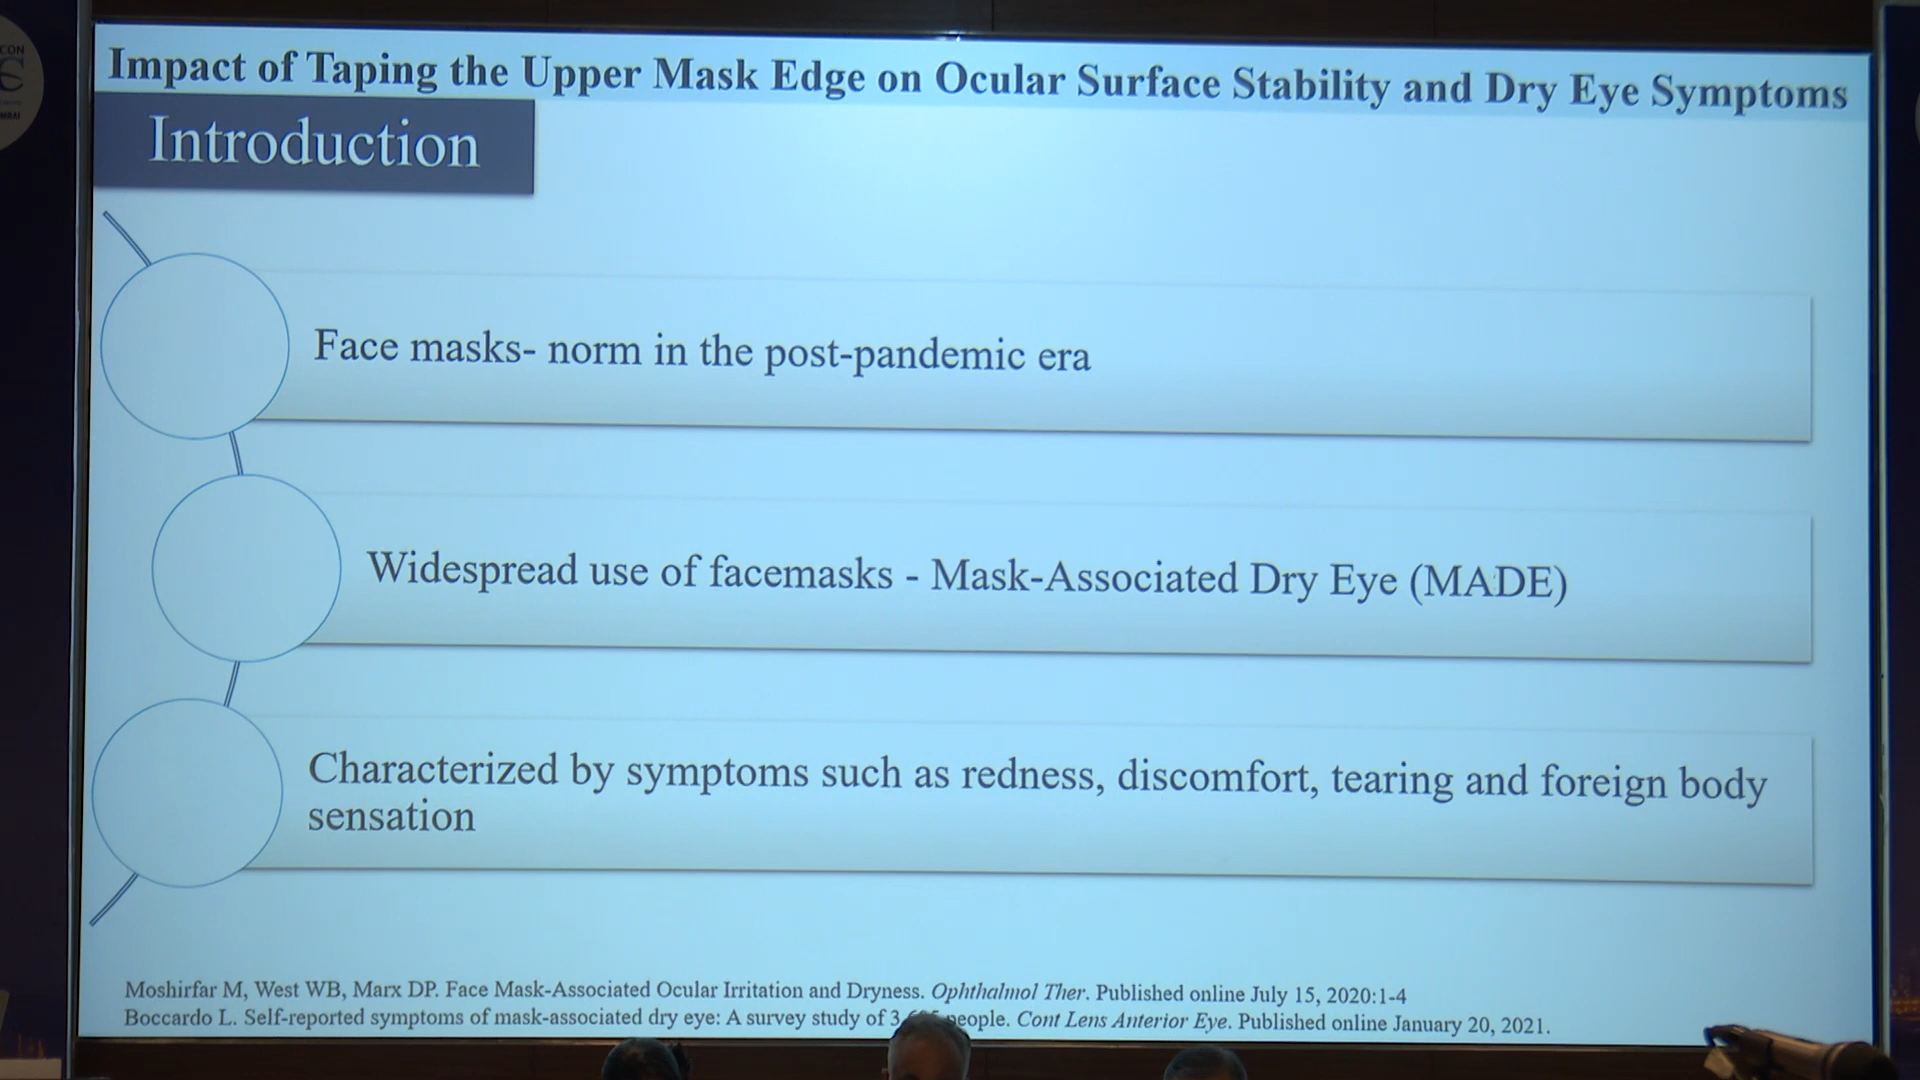 Impact of Taping the Upper Mask Edge on Ocular Surface Stability and Dry Eye Symptoms
Introduction
Face masks- norm in the post-pandemic era
Widespread use of facemasks - Mask-Associated Dry Eye (MADE)
Characterized by symptoms such as redness, discomfort, tearing and foreign body
sensation
Moshirfar M, West WB, Marx DP. Face Mask-Associated Ocular Irritation and Dryness. Ophthalmol Ther. Published online July 15, 2020:1-4
Boccardo L. Self-reported symptoms of mask-associated dry eye: A survey study of people. Cont Lens Anterior Eye. Published online January 20, 2021.
CON